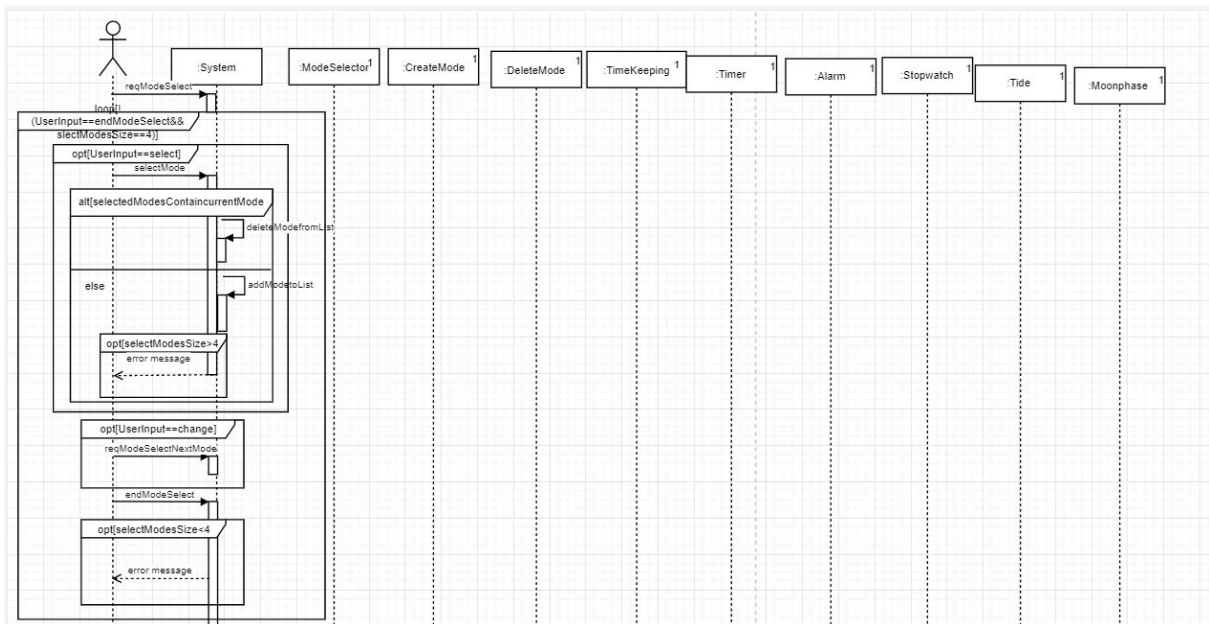 :System
:ModeSelector 1
:CreateMode 1
:DeleteMode 1
:TimeKeeping 1
:Timer 1
:Alarm 1
:Stopwatch 1
:Tide 1
:Moonphase 1
reqModeSelect
loop[!
(UserInput==endModeSelect&&
slectModesSize==4)]
opt[UserInput==select]
selectMode
alt[selectedModesContaincurrentMode
deleteModefromList
else
addModetoList
opt[selectModesSize>4
error message
opt[UserInput==change]
reqModeSelectNextMode
endModeSelect
opt[selectModesSize<4
error message